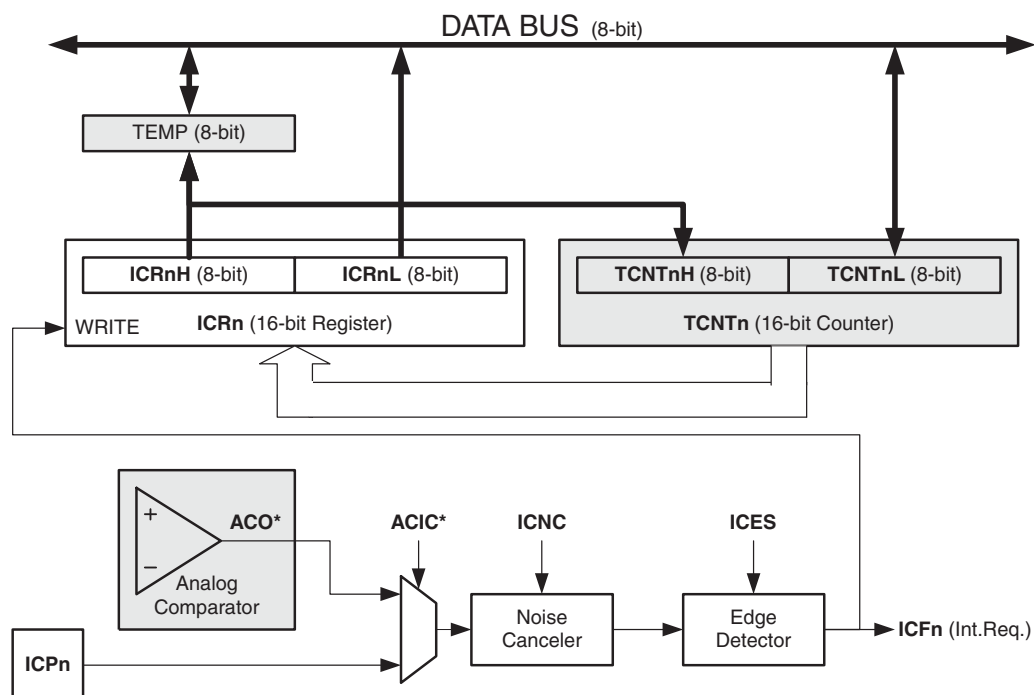 DATA BUS (8-bit)
TEMP (8-bit)
ICRnH (8-bit)
ICRnL (8-bit)
TCNTnH (8-bit)
TCNTnL (8-bit)
WRITE
ICRn (16-bit Register)
TCNTn (16-bit Counter)
+
−
ACO*
Analog
Comparator
ACIC*
ICNC
ICES
Noise
Canceler
Edge
Detector
ICFn (Int.Req.)
ICPn